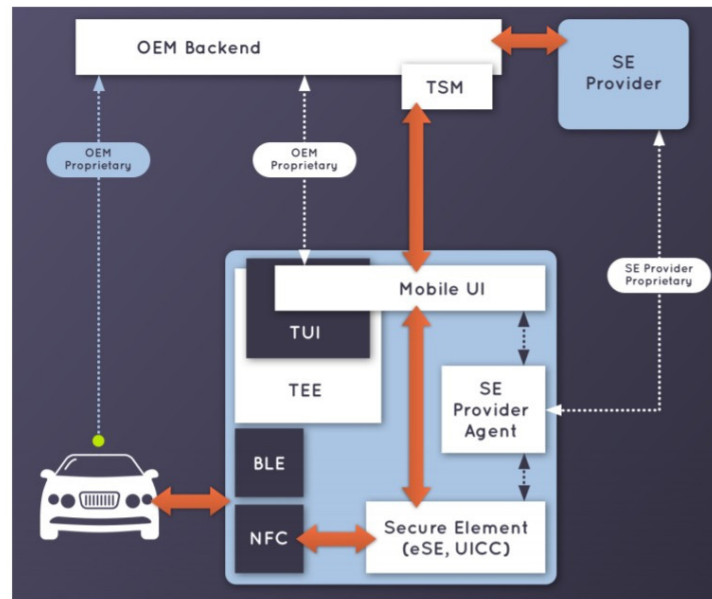 OEM Backend
TSM
SE
Provider
OEM
Proprietary
OEM
Proprietary
SE Provider
Proprietary
Mobile UI
TUI
TEE
SE
Provider
Agent
BLE
NFC
Secure Element
(eSE, UICC)